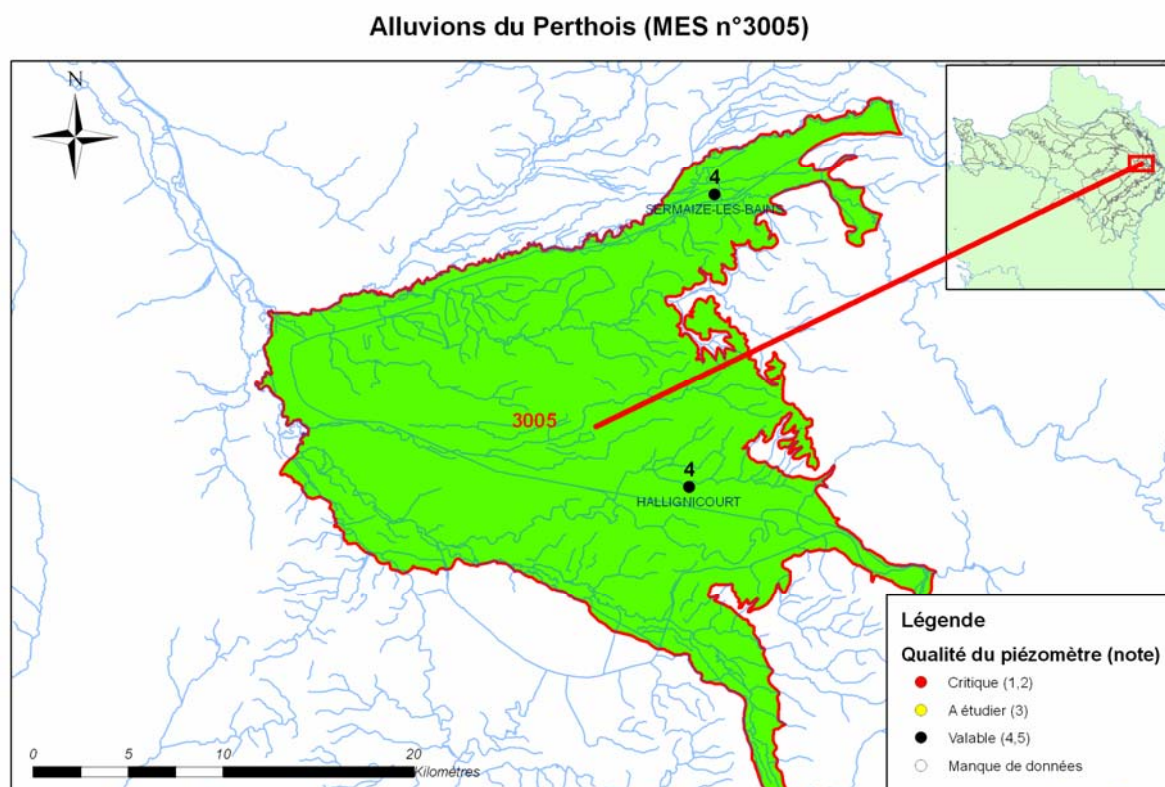 Alluvions du Perthois (MES n°3005)
N
4
SERMAIZE-LES-BAINS
3005
4
HALLIGNICOURT
Légende
Qualité du piézomètre (note)
Critique (1,2)
A étudier (3)
Valable (4,5)
Manque de données
0 5 10 20
Kilomètres